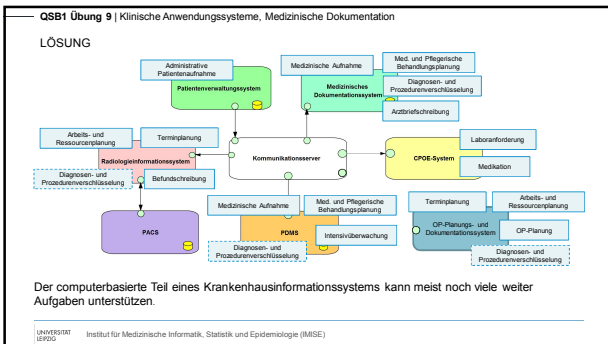 QSB1 Übung 9 | Klinische Anwendungssysteme, Medizinische Dokumentation
LÖSUNG
Administrative
Patientenaufnahme
Patientenverwaltungssystem
Medizinische Aufnahme
Med. und Pflegerische
Behandlungsplanung
Medizinisches
Dokumentationssystem
Diagnosen- und
Prozedurenverschlüsselung
Arztbriefschreibung
Arbeits- und
Ressourcenplanung
Terminplanung
Radiologieinformationssystem
Diagnosen- und
Prozedurenverschlüsselung
Befundschreibung
Kommunikationsserver
Laboranforderung
CPOE-System
Medikation
PACS
Medizinische Aufnahme
Med. und Pflegerische
Behandlungsplanung
PDMS
Intensivüberwachung
Diagnosen- und
Prozedurenverschlüsselung
Terminplanung
Arbeits- und
Ressourcenplanung
OP-Planungs- und
Dokumentationssystem
OP-Planung
Diagnosen- und
Prozedurenverschlüsselung
Der computerbasierte Teil eines Krankenhausinformationssystems kann meist noch viele weiter
Aufgaben unterstützen.
UNIVERSITÄT
LEIPZIG
Institut für Medizinische Informatik, Statistik und Epidemiologie (IMISE)